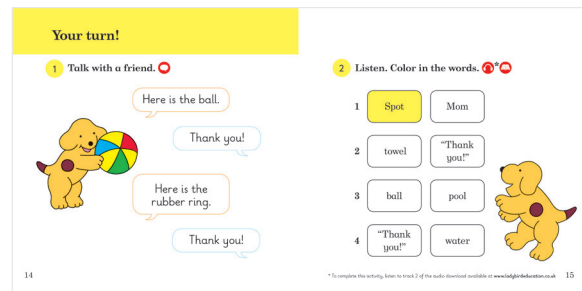 Your turn!
1 Talk with a friend.
Here is the ball.
Thank you!
Here is the
rubber ring.
Thank you!
14
2 Listen. Color in the words. *
1 Spot Mom
2 towel "Thank
you!"
3 ball pool
4 "Thank
you!" water
* To complete this activity, listen to track 2 of the audio download available at www.ladybirdeducation.co.uk
15